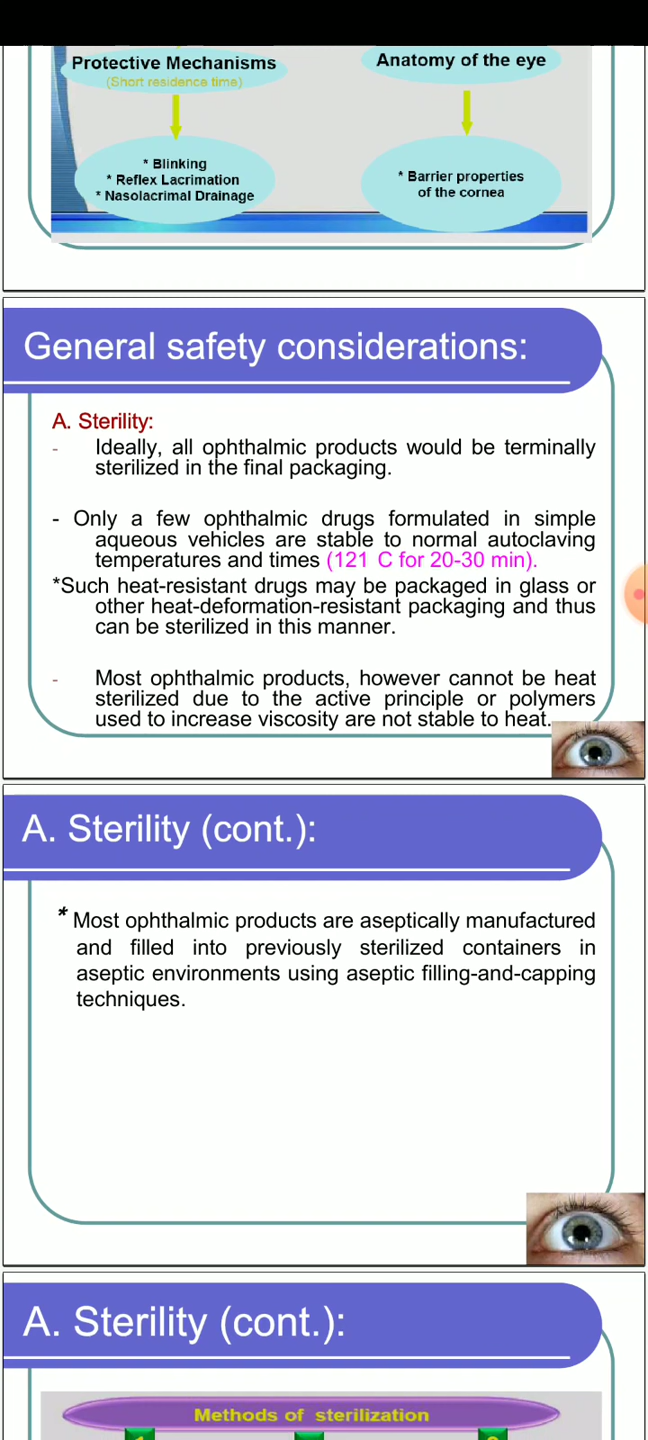 Protective Mechanisms
(Short residence time)
Anatomy of the eye
* Blinking
* Reflex Lacrimation
* Nasolacrimal Drainage
* Barrier properties
of the cornea
General safety considerations:
A. Sterility:
- Ideally, all ophthalmic products would be terminally
sterilized in the final packaging.
- Only a few ophthalmic drugs formulated in simple
aqueous vehicles are stable to normal autoclaving
temperatures and times (121 C for 20-30 min).
*Such heat-resistant drugs may be packaged in glass or
other heat-deformation-resistant packaging and thus
can be sterilized in this manner.
- Most ophthalmic products, however cannot be heat
sterilized due to the active principle or polymers
used to increase viscosity are not stable to heat.
A. Sterility (cont.):
* Most ophthalmic products are aseptically manufactured
and filled into previously sterilized containers in
aseptic environments using aseptic filling-and-capping
techniques.
A. Sterility (cont.):
Methods of sterilization